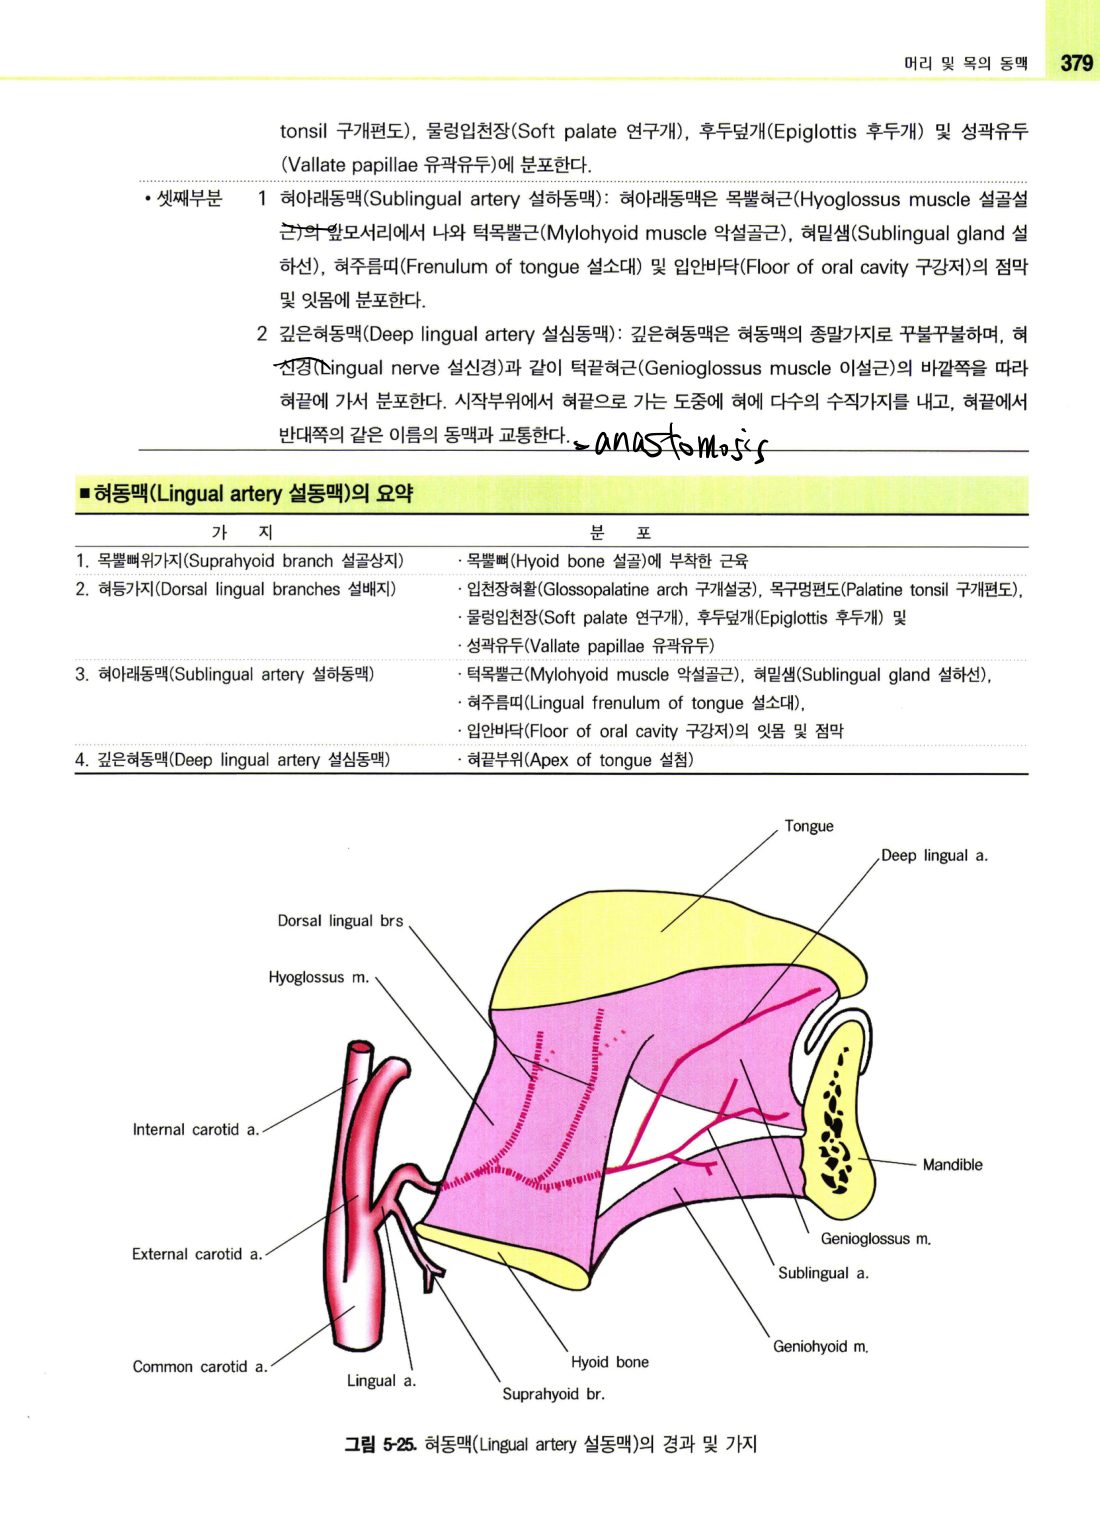 머리 및 목의 동맥 379
tonsil 구개편도), 물렁입천장(Soft palate 연구개), 후두덮개(Epiglottis 후두개) 및 성곽유두
(Vallate papillae 유곽유두)에 분포한다.
• 셋째부분 1 혀아래동맥(Sublingual artery 설하동맥): 혀아래동맥은 목뿔혀근(Hyoglossus muscle 설골설
근)의 앞모서리에서 나와 턱목뿔근(Mylohyoid muscle 악설골근), 혀밑샘(Sublingual gland 설
하선), 혀주름띠(Frenulum of tongue 설소대) 및 입안바닥(Floor of oral cavity 구강저)의 점막
및 잇몸에 분포한다.
2 깊은혀동맥(Deep lingual artery 설심동맥): 깊은혀동맥은 혀동맥의 종말가지로 꾸불꾸불하며, 혀
신경(Lingual nerve 설신경)과 같이 턱끝혀근(Genioglossus muscle 이설근)의 바깥쪽을 따라
혀끝에 가서 분포한다. 시작부위에서 혀끝으로 가는 도중에 혀에 다수의 수직가지를 내고, 혀끝에서
반대쪽의 같은 이름의 동맥과 교통한다. anastomosis
■ 혀동맥(Lingual artery 설동맥)의 요약
가 지 분 포
1. 목뿔뼈위가지(Suprahyoid branch 설골상지) · 목뿔뼈(Hyoid bone 설골)에 부착한 근육
2. 혀등가지(Dorsal lingual branches 설배지) · 입천장혀활(Glossopalatine arch 구개설궁), 목구멍편도(Palatine tonsil 구개편도),
· 물렁입천장(Soft palate 연구개), 후두덮개(Epiglottis 후두개) 및
· 성곽유두(Vallate papillae 유곽유두)
3. 혀아래동맥(Sublingual artery 설하동맥) · 턱목뿔근(Mylohyoid muscle 악설골근), 혀밑샘(Sublingual gland 설하선),
· 혀주름띠(Lingual frenulum of tongue 설소대),
· 입안바닥(Floor of oral cavity 구강저)의 잇몸 및 점막
4. 깊은혀동맥(Deep lingual artery 설심동맥) · 혀끝부위(Apex of tongue 설첨)
Tongue
Deep lingual a.
Dorsal lingual brs
Hyoglossus m.
Internal carotid a.
Mandible
Genioglossus m.
External carotid a.
Sublingual a.
Geniohyoid m.
Hyoid bone
Common carotid a.
Lingual a.
Suprahyoid br.
그림 5-25. 혀동맥(Lingual artery 설동맥)의 경과 및 가지